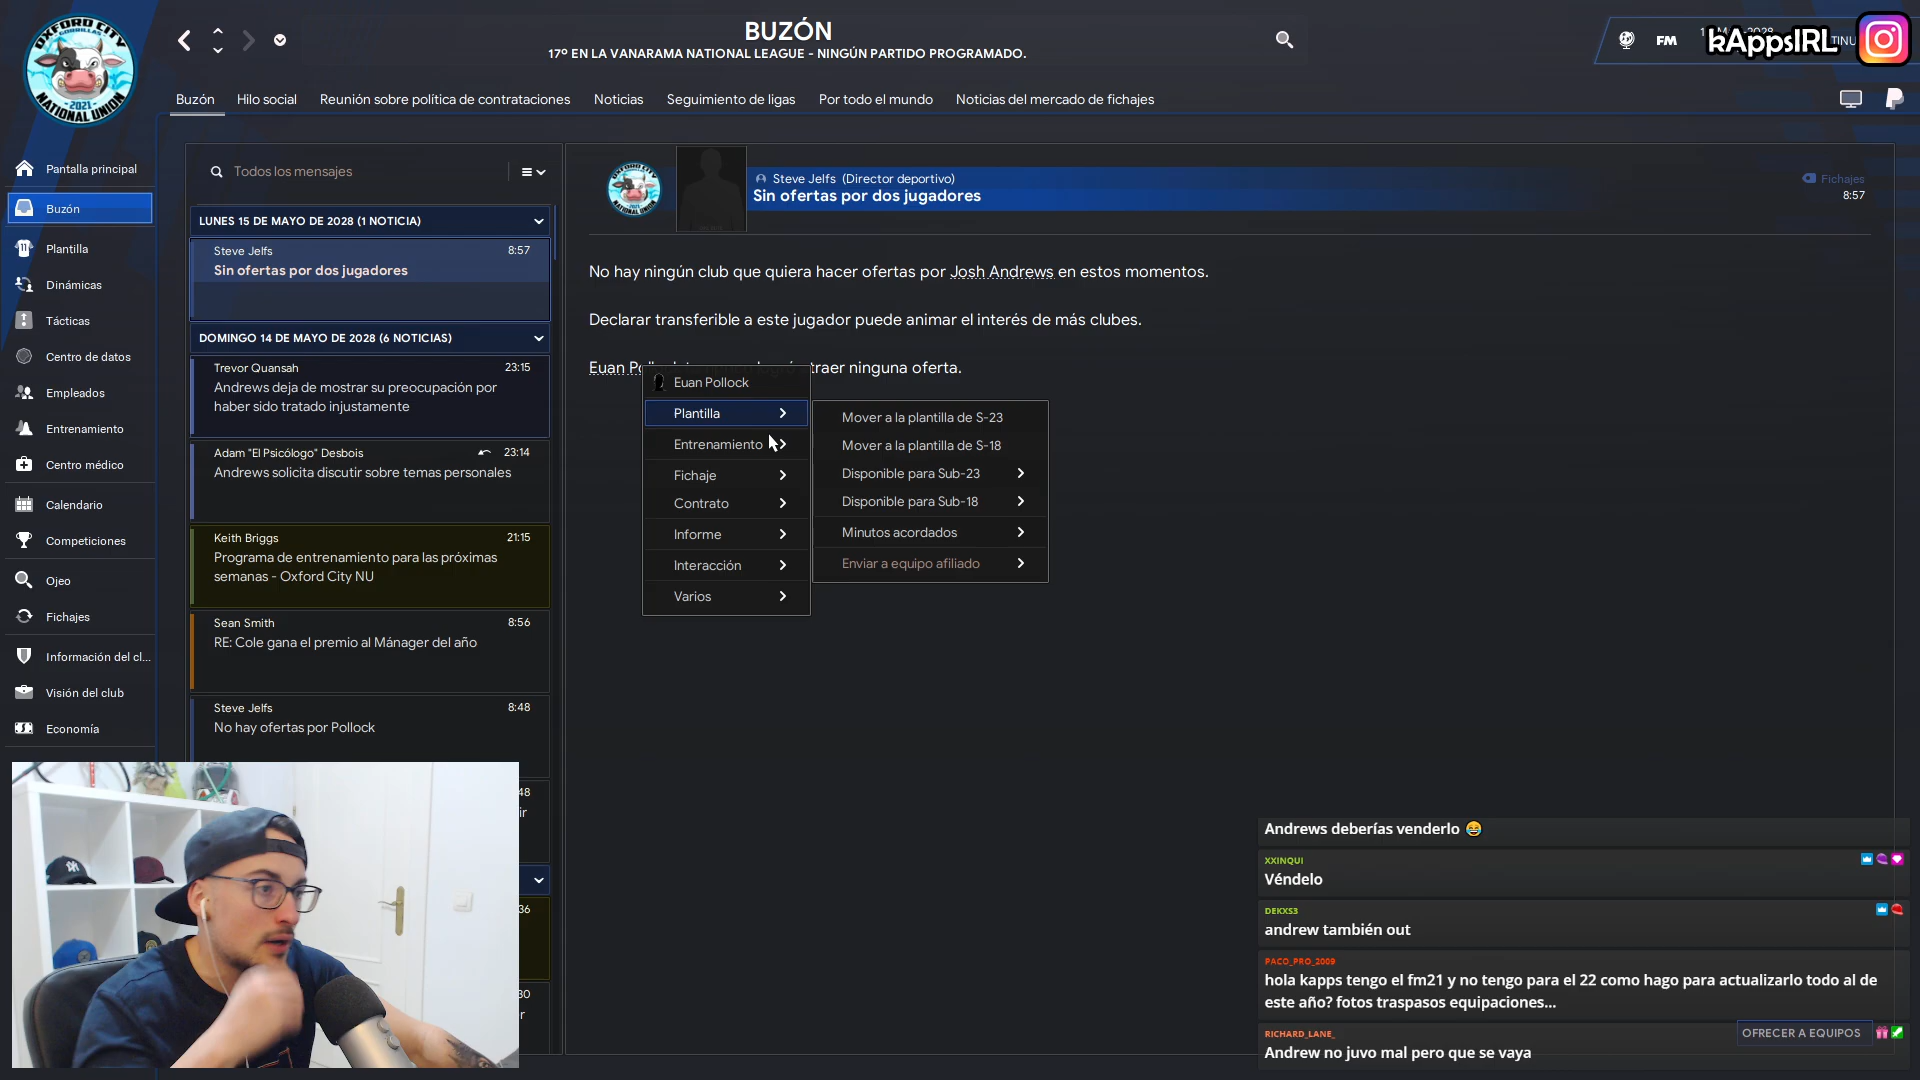 OXFORD CITY
GORRILLAS
2021
NATIONAL UNION
BUZÓN
17º EN LA VANARAMA NATIONAL LEAGUE - NINGÚN PARTIDO PROGRAMADO.
FM
kAppsIRL
Buzón
Hilo social
Reunión sobre política de contrataciones
Noticias
Seguimiento de ligas
Por todo el mundo
Noticias del mercado de fichajes
Pantalla principal
Buzón
Plantilla
Dinámicas
Tácticas
Centro de datos
Empleados
Entrenamiento
Centro médico
Calendario
Competiciones
Ojeo
Fichajes
Información del cl...
Visión del club
Economía
Todos los mensajes
LUNES 15 DE MAYO DE 2028 (1 NOTICIA)
Steve Jelfs 8:57
Sin ofertas por dos jugadores
DOMINGO 14 DE MAYO DE 2028 (6 NOTICIAS)
Trevor Quansah 23:15
Andrews deja de mostrar su preocupación por
haber sido tratado injustamente
Adam "El Psicólogo" Desbois 23:14
Andrews solicita discutir sobre temas personales
Keith Briggs 21:15
Programa de entrenamiento para las próximas
semanas - Oxford City NU
Sean Smith 8:56
RE: Cole gana el premio al Mánager del año
Steve Jelfs 8:48
No hay ofertas por Pollock
48
ir
36
30
r
Steve Jelfs (Director deportivo)
Sin ofertas por dos jugadores
Fichajes
8:57
No hay ningún club que quiera hacer ofertas por Josh Andrews en estos momentos.
Declarar transferible a este jugador puede animar el interés de más clubes.
Euan traer ninguna oferta.
Euan Pollock
Plantilla
Entrenamiento
Fichaje
Contrato
Informe
Interacción
Varios
Mover a la plantilla de S-23
Mover a la plantilla de S-18
Disponible para Sub-23
Disponible para Sub-18
Minutos acordados
Enviar a equipo afiliado
Andrews deberías venderlo
XXINQUI
Véndelo
DEKXS3
andrew también out
PACO_PRO_2009
hola kapps tengo el fm21 y no tengo para el 22 como hago para actualizarlo todo al de
este año? fotos traspasos equipaciones...
RICHARD_LANE_
OFRECER A EQUIPOS
Andrew no juvo mal pero que se vaya